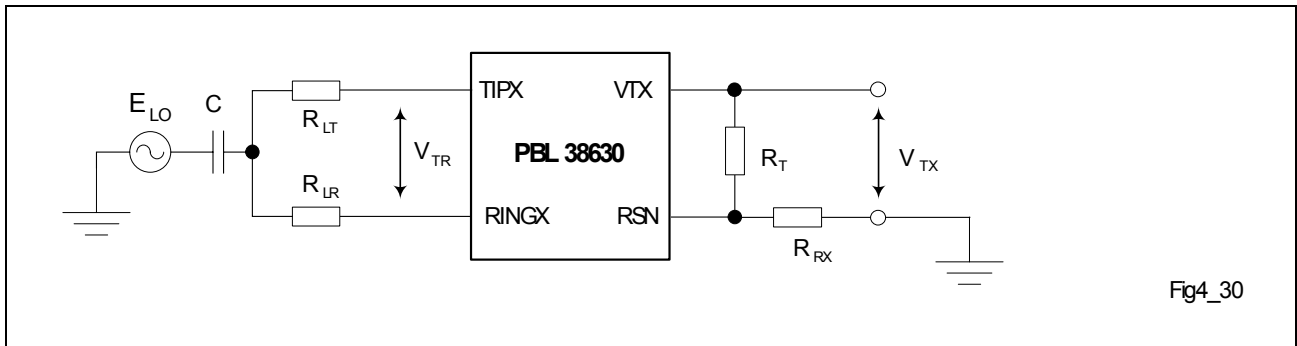 E LO
C
R LT
R LR
V TR
TIPX
VTX
PBL 38630
RINGX
RSN
R T
R RX
V TX
Fig4_30